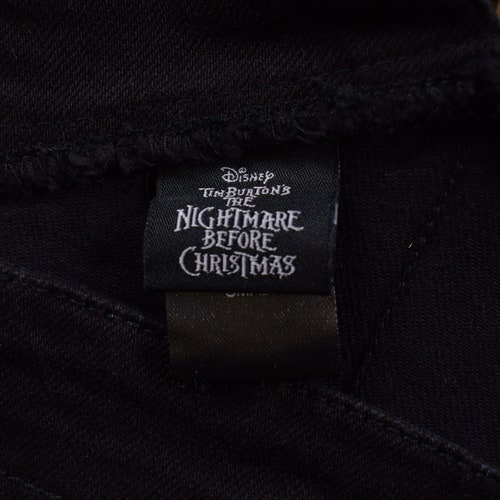 Disney
Tim Burton's
The
Nightmare
Before
Christmas